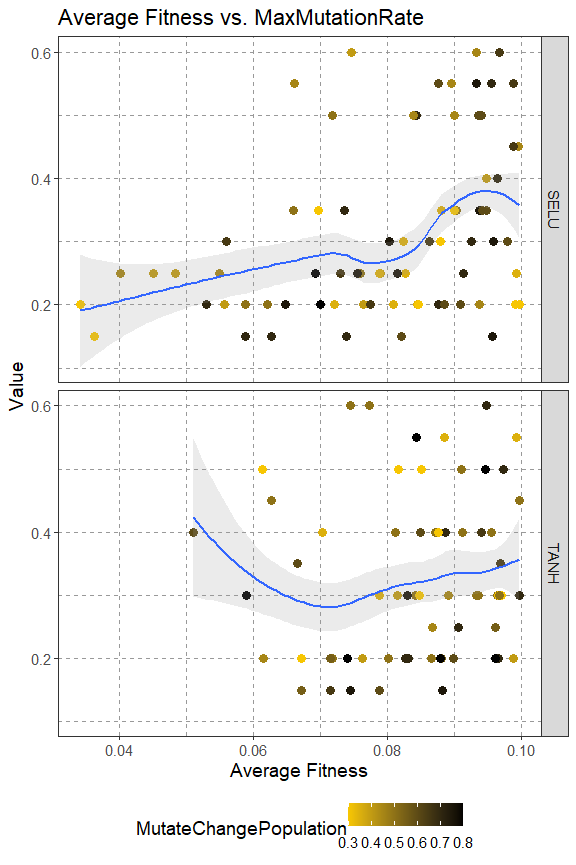 Average Fitness vs. MaxMutationRate
0.6
0.4
0.2
SELU
Value
0.6
0.4
0.2
TANH
0.04 0.06 0.08 0.10
Average Fitness
MutateChangePopulation
0.3 0.4 0.5 0.6 0.7 0.8